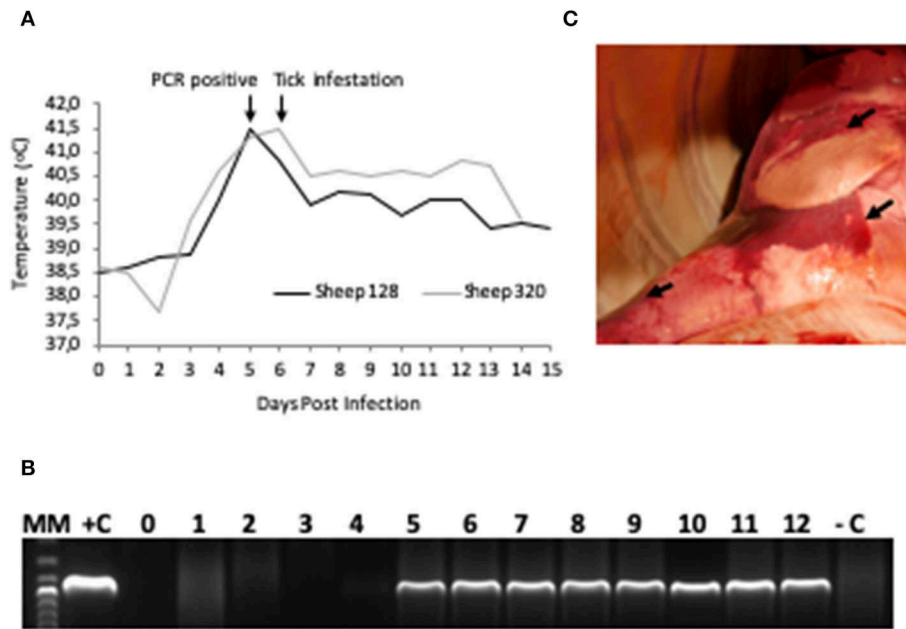 A
C
PCR positive Tick Infestation
42,0
41,5
41,0
40,5
40,0
39,5
39,0
38,5
38,0
37,5
37,0
Temperature (ºC)
Sheep 128 Sheep 320
0 1 2 3 4 5 6 7 8 9 10 11 12 13 14 15
Days Post Infection
B
MM +C 0 1 2 3 4 5 6 7 8 9 10 11 12 - C